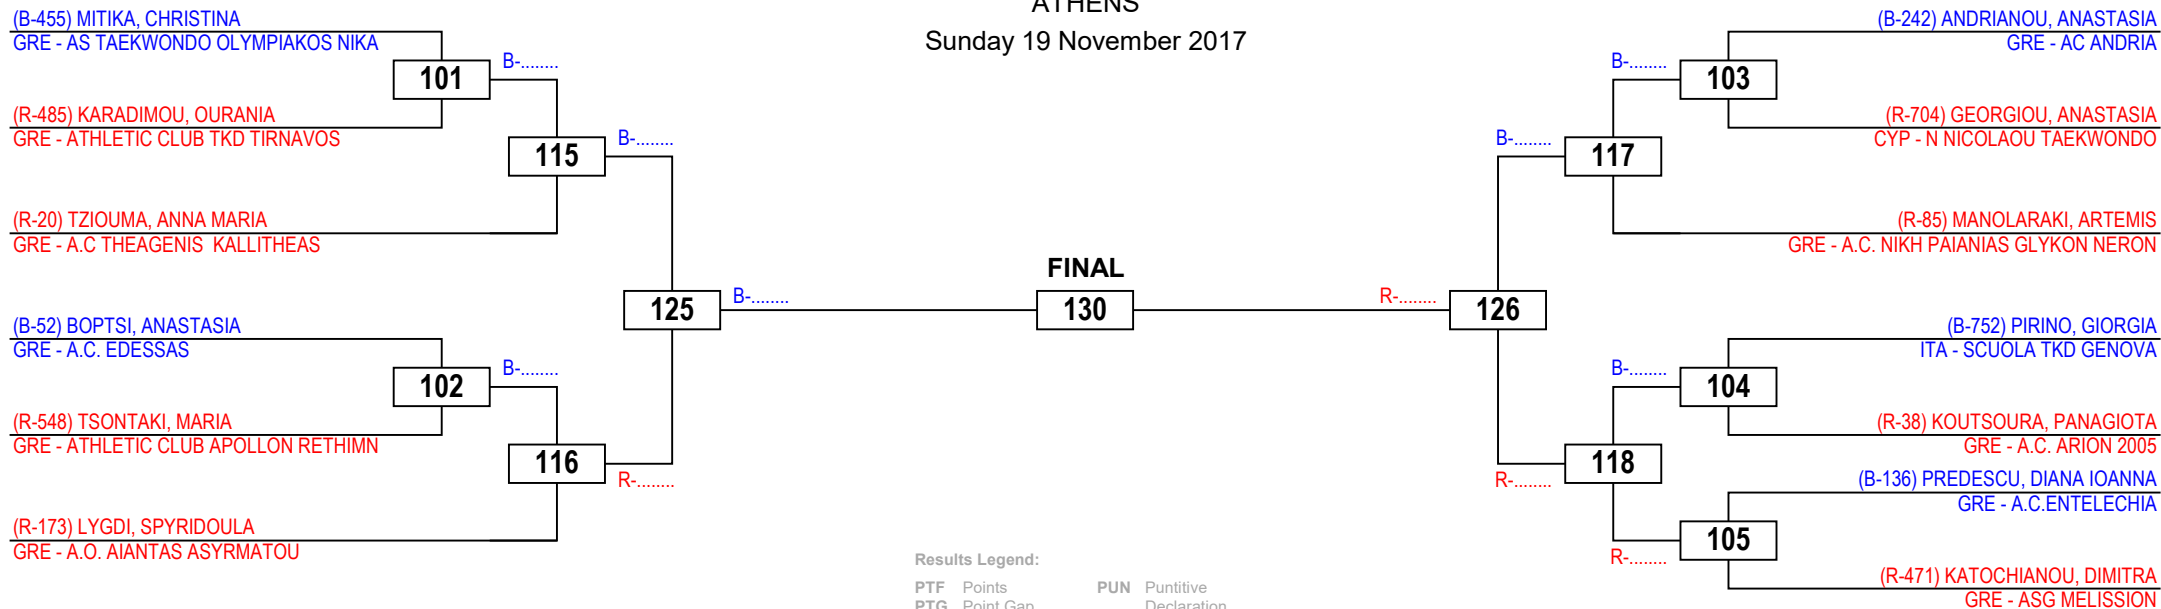 ATHENS
Sunday 19 November 2017
(B-455) MITIKA, CHRISTINA
GRE - AS TAEKWONDO OLYMPIAKOS NIKA
101
B-........
(R-485) KARADIMOU, OURANIA
GRE - ATHLETIC CLUB TKD TIRNAVOS
115
B-........
(R-20) TZIOUMA, ANNA MARIA
GRE - A.C THEAGENIS  KALLITHEAS
125
B-........
(B-52) BOPTSI, ANASTASIA
GRE - A.C. EDESSAS
102
B-........
(R-548) TSONTAKI, MARIA
GRE - ATHLETIC CLUB APOLLON RETHIMN
116
R-........
(R-173) LYGDI, SPYRIDOULA
GRE - A.O. AIANTAS ASYRMATOU
FINAL
130
(B-242) ANDRIANOU, ANASTASIA
GRE - AC ANDRIA
B-........
103
(R-704) GEORGIOU, ANASTASIA
CYP - N NICOLAOU TAEKWONDO
B-........
117
(R-85) MANOLARAKI, ARTEMIS
GRE - A.C. NIKH PAIANIAS GLYKON NERON
R-........
126
(B-752) PIRINO, GIORGIA
ITA - SCUOLA TKD GENOVA
B-........
104
(R-38) KOUTSOURA, PANAGIOTA
GRE - A.C. ARION 2005
R-........
118
(B-136) PREDESCU, DIANA IOANNA
GRE - A.C.ENTELECHIA
R-........
105
(R-471) KATOCHIANOU, DIMITRA
GRE - ASG MELISSION
Results Legend:
PTF Points PUN Puntitive
PTG Point Gap Declaration